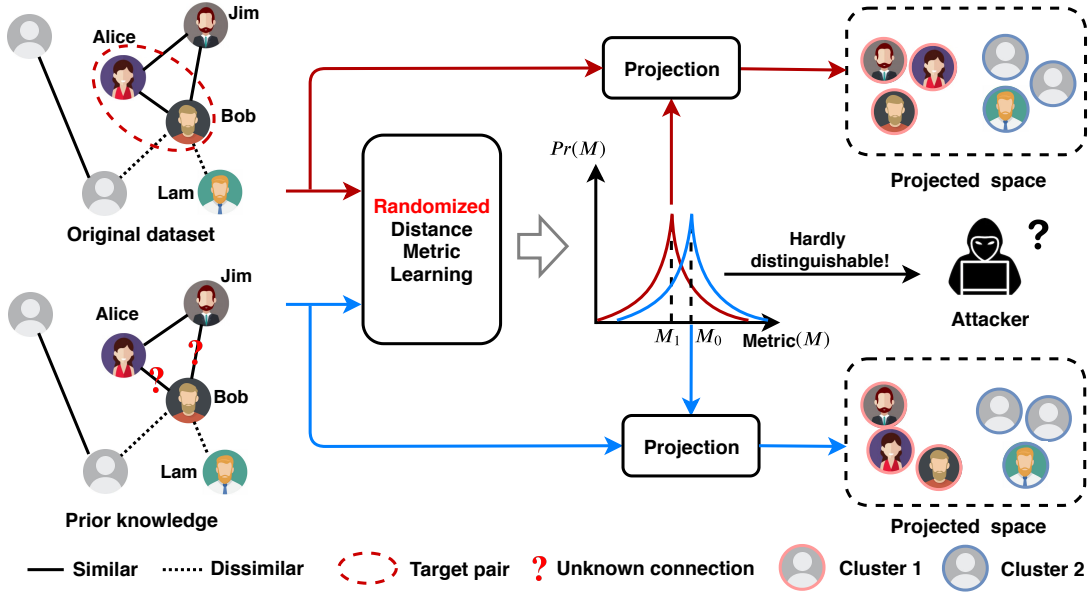 Jim
Alice
Bob
Lam
Original dataset
Jim
Alice
?
?
Bob
Lam
Prior knowledge
Randomized
Distance
Metric
Learning
Projection
Pr(M)
M₁
M₀
Metric(M)
Projection
Projected space
Hardly
distinguishable!
?
Attacker
Projected space
Similar
Dissimilar
Target pair
? Unknown connection
Cluster 1
Cluster 2